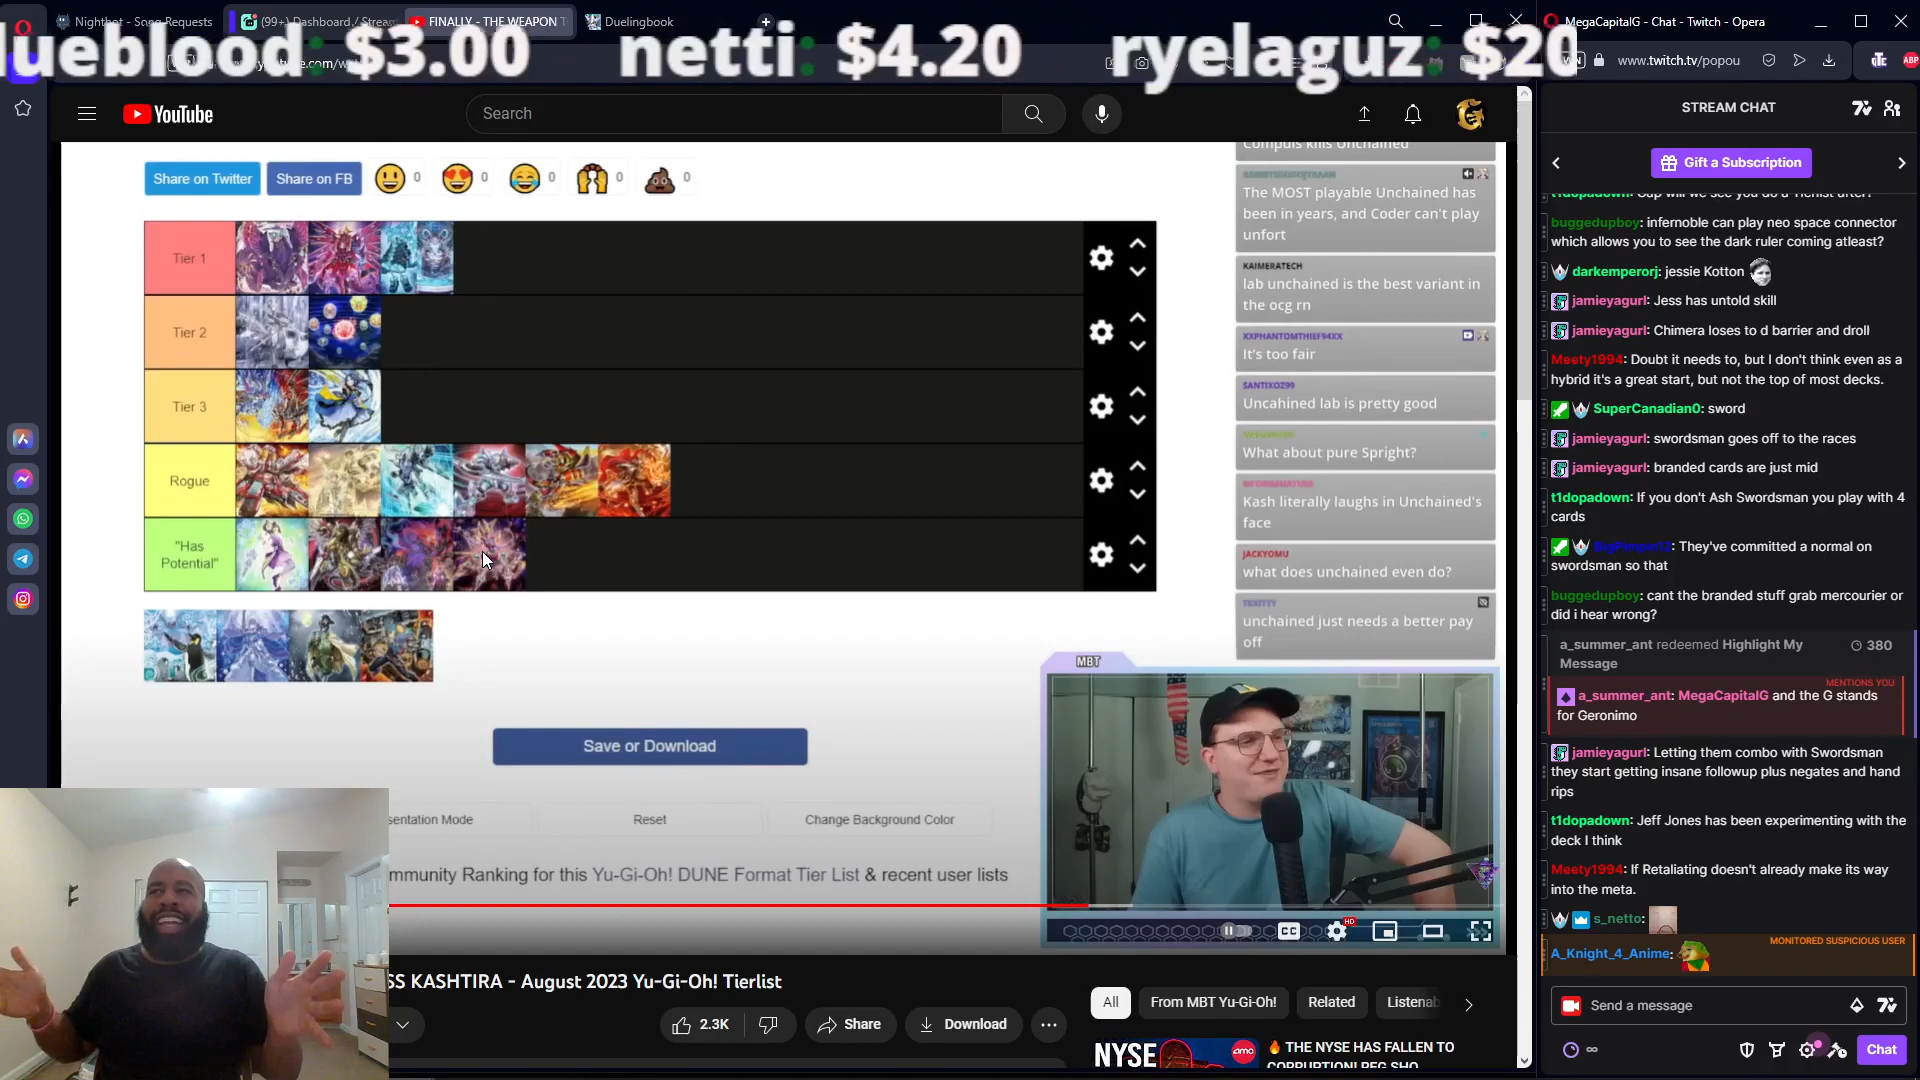 Nightbot - Song Requests
(99+) Dashboard / Stream
FINALLY - THE WEAPON T
Duelingbook
MegaCapitalG - Chat - Twitch - Opera
ueblood: $3.00 netti: $4.20 ryelaguz: $20
www.twitch.tv/popou
YouTube
Search
STREAM CHAT
Gift a Subscription
Share on Twitter
Share on FB
0
0
0
0
0
Tier 1
Tier 2
Tier 3
Rogue
"Has
Potential"
Save or Download
sentation Mode
Reset
Change Background Color
mmunity Ranking for this Yu-Gi-Oh! DUNE Format Tier List & recent user lists
Compuls kills Unchained
The MOST playable Unchained has
been in years, and Coder can't play
unfort
KAIMERATECH
lab unchained is the best variant in
the ocg rn
XXPHANTOMTHIEF94XX
It's too fair
SANTIXOZ99
Uncahined lab is pretty good
What about pure Spright?
Kash literally laughs in Unchained's
face
JACKYOMU
what does unchained even do?
unchained just needs a better pay
off
MBT
CC
HD
SS KASHTIRA - August 2023 Yu-Gi-Oh! Tierlist
2.3K
Share
Download
All
From MBT Yu-Gi-Oh!
Related
Listenab
NYSE
amc
THE NYSE HAS FALLEN TO
CORRUPTION! PEG SHO
buggedupboy: infernoble can play neo space connector
which allows you to see the dark ruler coming atleast?
darkemperorj: jessie Kotton
jamieyagurl: Jess has untold skill
jamieyagurl: Chimera loses to d barrier and droll
Meety1994: Doubt it needs to, but I don't think even as a
hybrid it's a great start, but not the top of most decks.
SuperCanadian0: sword
jamieyagurl: swordsman goes off to the races
jamieyagurl: branded cards are just mid
t1dopadown: If you don't Ash Swordsman you play with 4
cards
BigPimpin12: They've committed a normal on
swordsman so that
buggedupboy: cant the branded stuff grab mercourier or
did i hear wrong?
a_summer_ant redeemed Highlight My
Message
380
MENTIONS YOU
a_summer_ant: MegaCapitalG and the G stands
for Geronimo
jamieyagurl: Letting them combo with Swordsman
they start getting insane followup plus negates and hand
rips
t1dopadown: Jeff Jones has been experimenting with the
deck I think
Meety1994: If Retaliating doesn't already make its way
into the meta.
s_netto:
MONITORED SUSPICIOUS USER
A_Knight_4_Anime:
Send a message
Chat